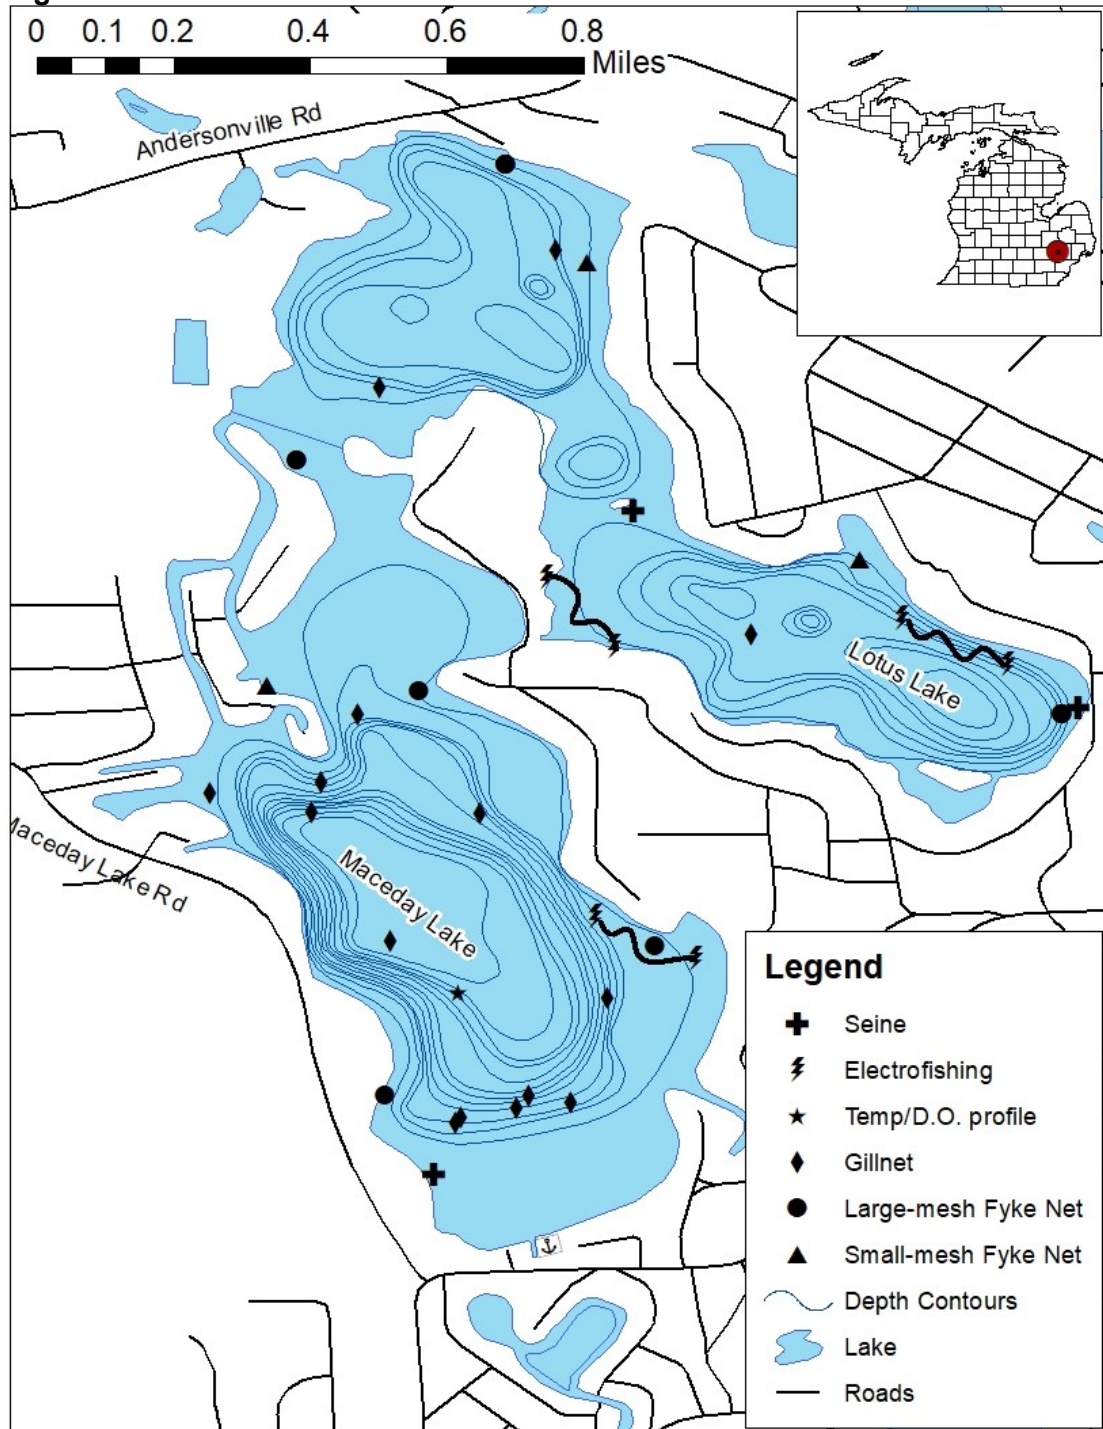 0 0.1 0.2 0.4 0.6 0.8
Miles
Andersonville Rd
Lotus Lake
Maceday Lake
Maceday Lake Rd
Legend
Seine
Electrofishing
Temp/D.O. profile
Gillnet
Large-mesh Fyke Net
Small-mesh Fyke Net
Depth Contours
Lake
Roads